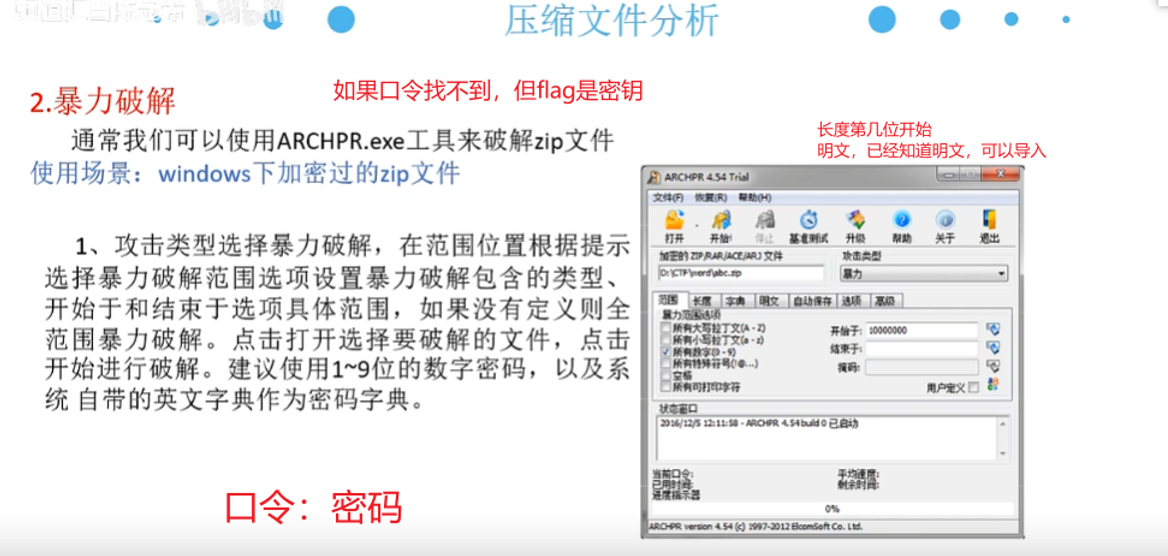 压缩文件分析
2.暴力破解
如果口令找不到，但flag是密钥
通常我们可以使用ARCHPR.exe工具来破解zip文件
使用场景：windows下加密过的zip文件
长度第几位开始
明文，已经知道明文，可以导入
1、攻击类型选择暴力破解，在范围位置根据提示
选择暴力破解范围选项设置暴力破解包含的类型、
开始于和结束于选项具体范围，如果没有定义则全
范围暴力破解。点击打开选择要破解的文件，点击
开始进行破解。建议使用1~9位的数字密码，以及系
统 自带的英文字典作为密码字典。
口令：密码
ARCHPR 4.54 Trial
文件(F) 恢复(R) 帮助(H)
打开 开始! 停止 基准测试 升级 帮助 关于 退出
加密的 ZIP/RAR/ACE/ARJ 文件 攻击类型
D:\CTF\word\abc.zip 暴力
范围 长度 字典 明文 自动保存 选项 高级
暴力范围选项
所有大写拉丁文(A - Z) 开始于: 10000000
所有小写拉丁文(a - z)
结束于:
所有数字(0 - 9)
所有特殊符号(!@...) 掩码:
空格
所有可打印字符 用户定义
状态窗口
2016/12/5 12:11:58 - ARCHPR 4.54 build 0 已启动
当前口令: 平均速度:
已用时间: 剩余时间:
进度指示器
0%
ARCHPR version 4.54 (c) 1997-2012 ElcomSoft Co. Ltd.